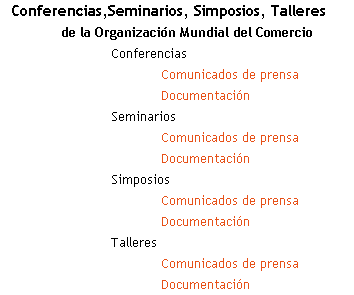 Conferencias,Seminarios, Simposios, Talleres
de la Organización Mundial del Comercio
Conferencias
Comunicados de prensa
Documentación
Seminarios
Comunicados de prensa
Documentación
Simposios
Comunicados de prensa
Documentación
Talleres
Comunicados de prensa
Documentación